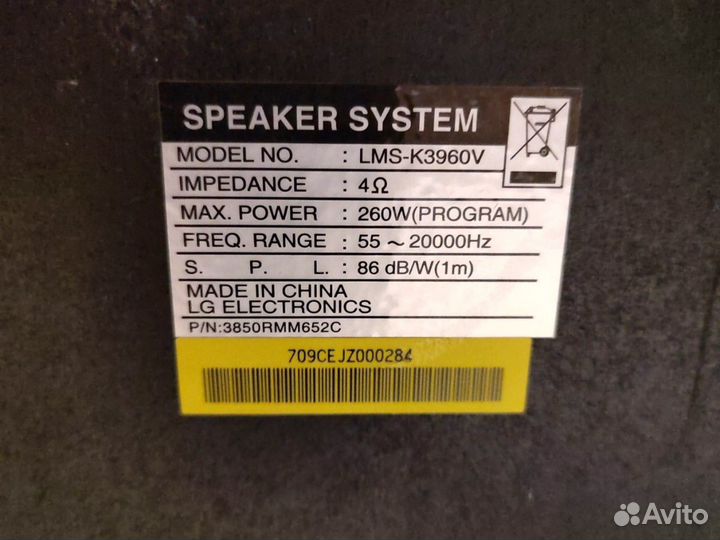 SPEAKER SYSTEM
MODEL NO. : LMS-K3960V
IMPEDANCE : 4Ω
MAX. POWER : 260W(PROGRAM)
FREQ. RANGE : 55 ~ 20000Hz
S. P. L. : 86 dB/W(1m)
MADE IN CHINA
LG ELECTRONICS
P/N:3850RMM652C
709CEJZ000284
Avito